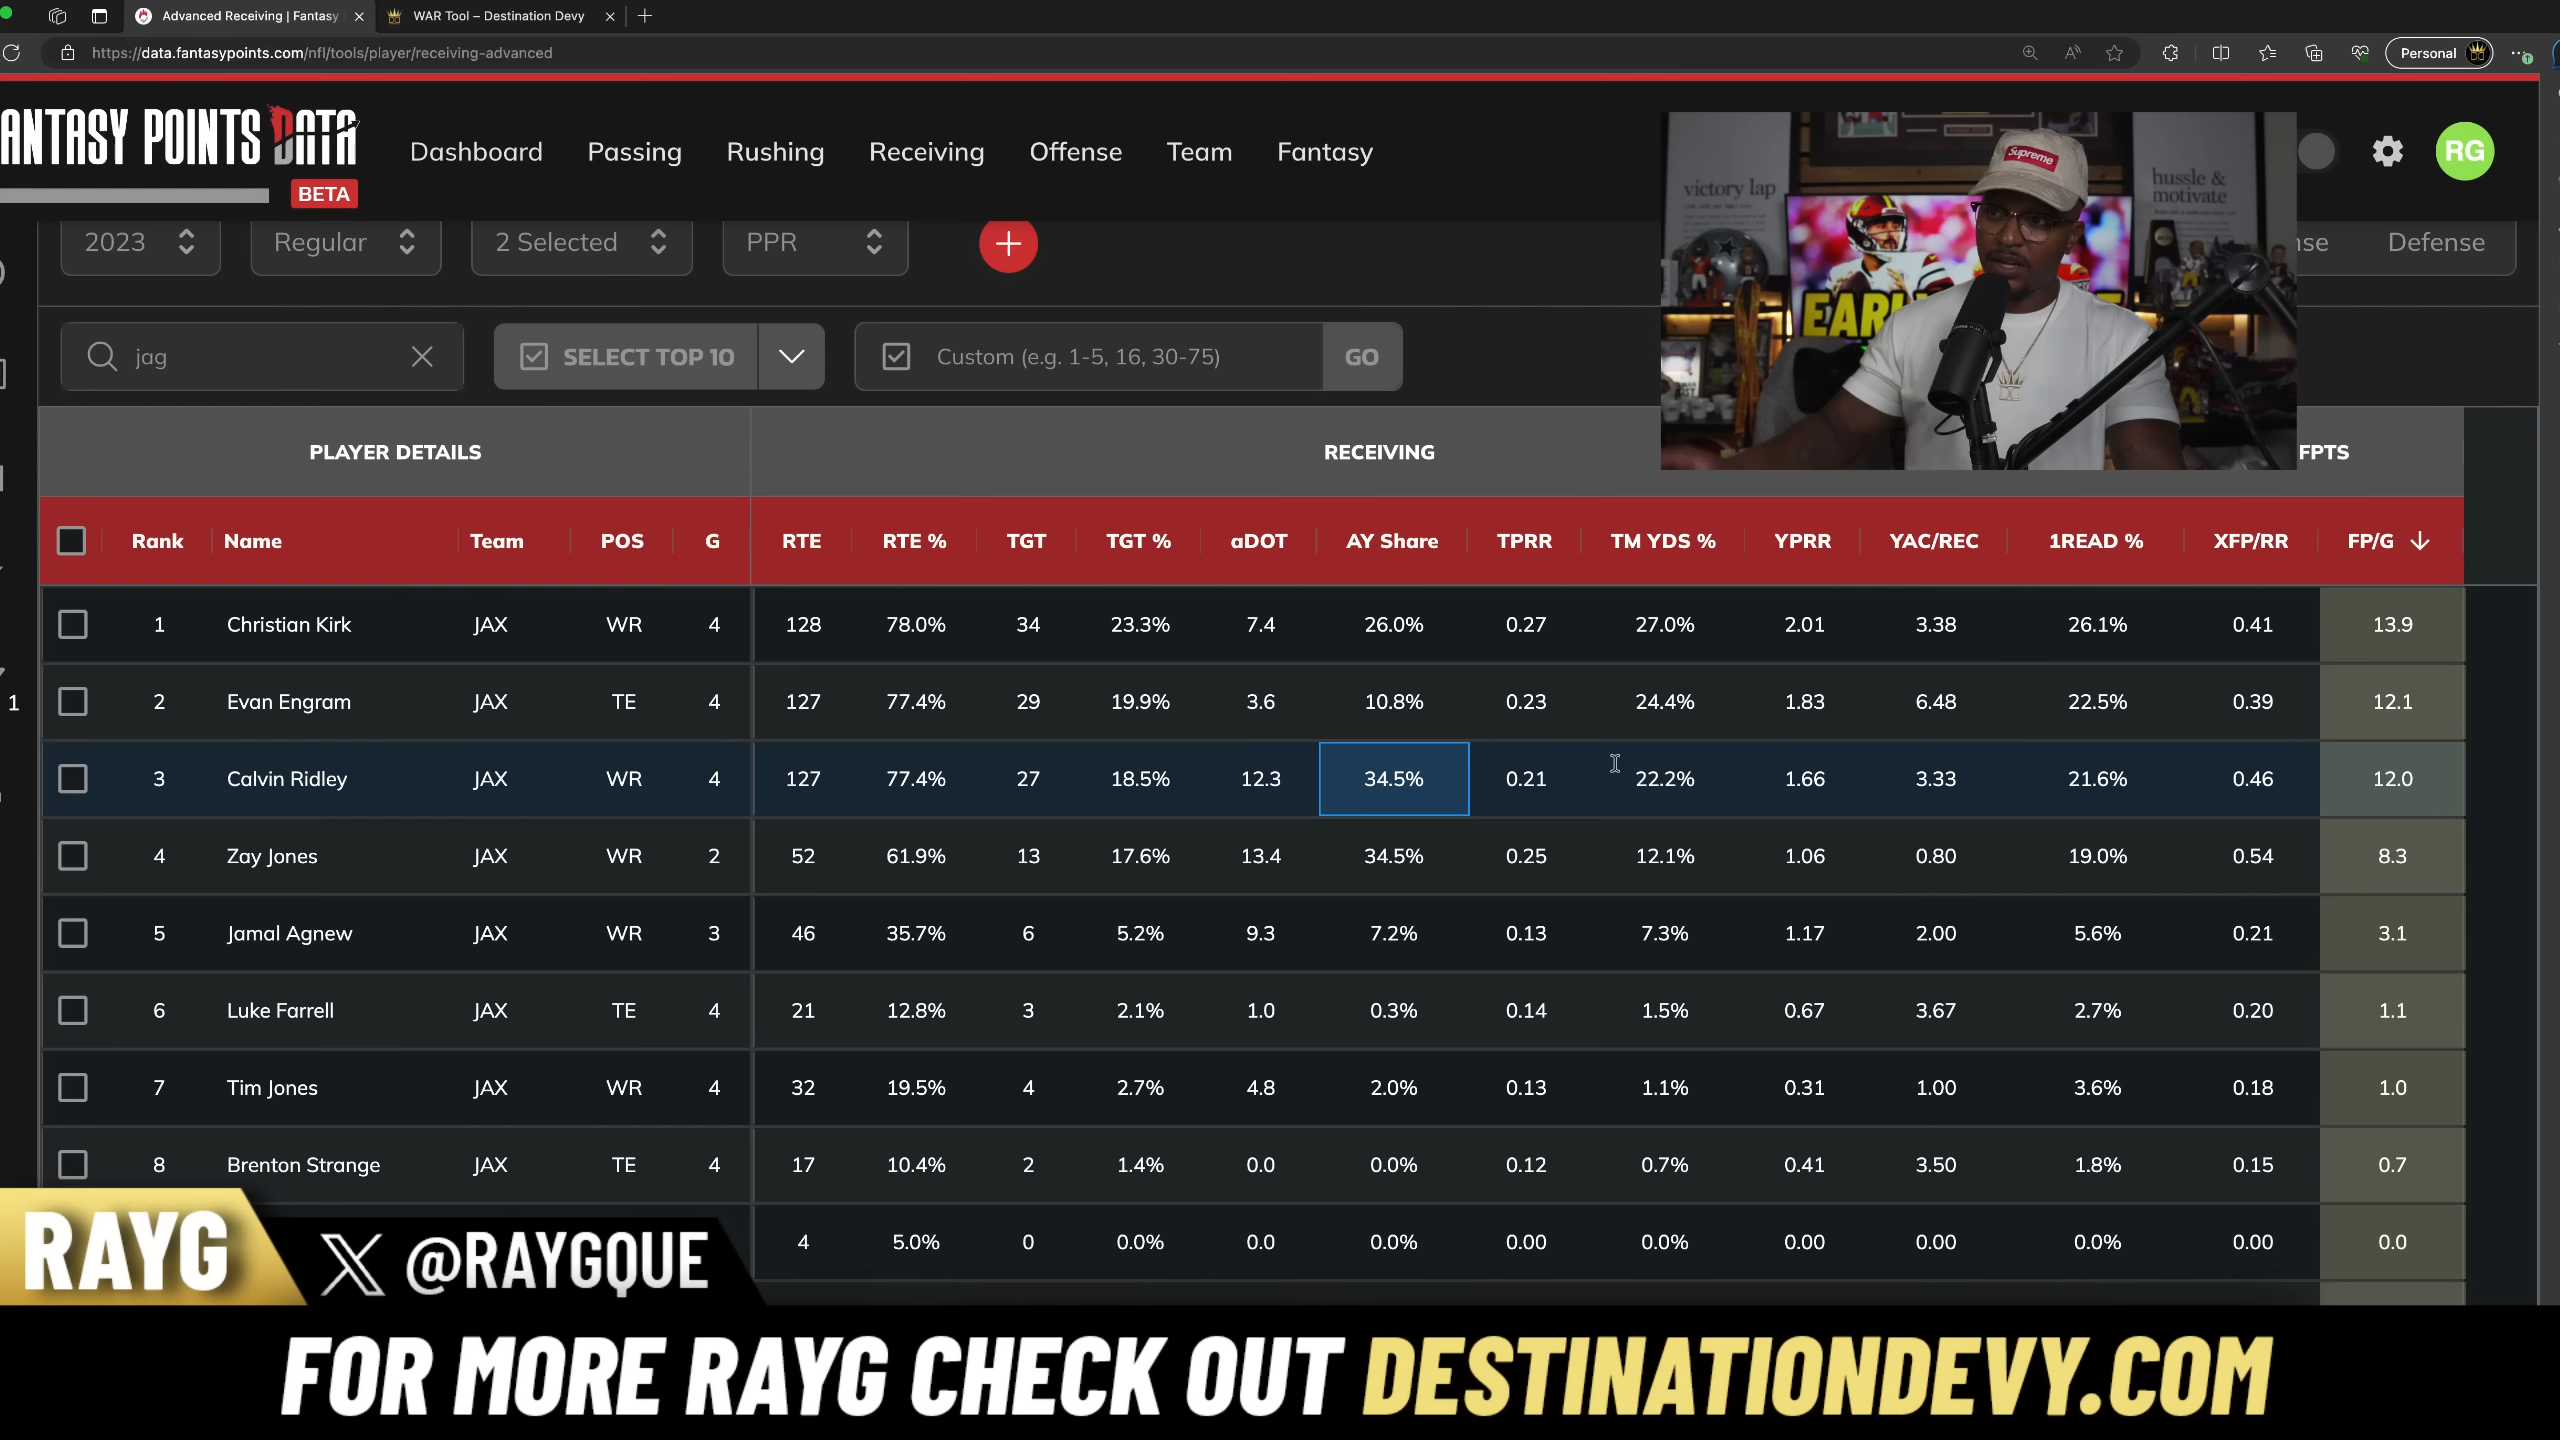 Advanced Receiving | Fantasy
WAR Tool – Destination Devy
https://data.fantasypoints.com/nfl/tools/player/receiving-advanced
Personal
ANTASY POINTS DATA
BETA
Dashboard Passing Rushing Receiving Offense Team Fantasy
RG
2023 Regular 2 Selected PPR
nse Defense
jag SELECT TOP 10 Custom (e.g. 1-5, 16, 30-75) GO
victory lap
hussle &
motivate
Supreme
EARL
PLAYER DETAILS RECEIVING FPTS
Rank Name Team POS G RTE RTE % TGT TGT % aDOT AY Share TPRR TM YDS % YPRR YAC/REC 1READ % XFP/RR FP/G
1 Christian Kirk JAX WR 4 128 78.0% 34 23.3% 7.4 26.0% 0.27 27.0% 2.01 3.38 26.1% 0.41 13.9
2 Evan Engram JAX TE 4 127 77.4% 29 19.9% 3.6 10.8% 0.23 24.4% 1.83 6.48 22.5% 0.39 12.1
3 Calvin Ridley JAX WR 4 127 77.4% 27 18.5% 12.3 34.5% 0.21 22.2% 1.66 3.33 21.6% 0.46 12.0
4 Zay Jones JAX WR 2 52 61.9% 13 17.6% 13.4 34.5% 0.25 12.1% 1.06 0.80 19.0% 0.54 8.3
5 Jamal Agnew JAX WR 3 46 35.7% 6 5.2% 9.3 7.2% 0.13 7.3% 1.17 2.00 5.6% 0.21 3.1
6 Luke Farrell JAX TE 4 21 12.8% 3 2.1% 1.0 0.3% 0.14 1.5% 0.67 3.67 2.7% 0.20 1.1
7 Tim Jones JAX WR 4 32 19.5% 4 2.7% 4.8 2.0% 0.13 1.1% 0.31 1.00 3.6% 0.18 1.0
8 Brenton Strange JAX TE 4 17 10.4% 2 1.4% 0.0 0.0% 0.12 0.7% 0.41 3.50 1.8% 0.15 0.7
4 5.0% 0 0.0% 0.0 0.0% 0.00 0.0% 0.00 0.00 0.0% 0.00 0.0
1
RAYG X @RAYGQUE
FOR MORE RAYG CHECK OUT DESTINATIONDEVY.COM